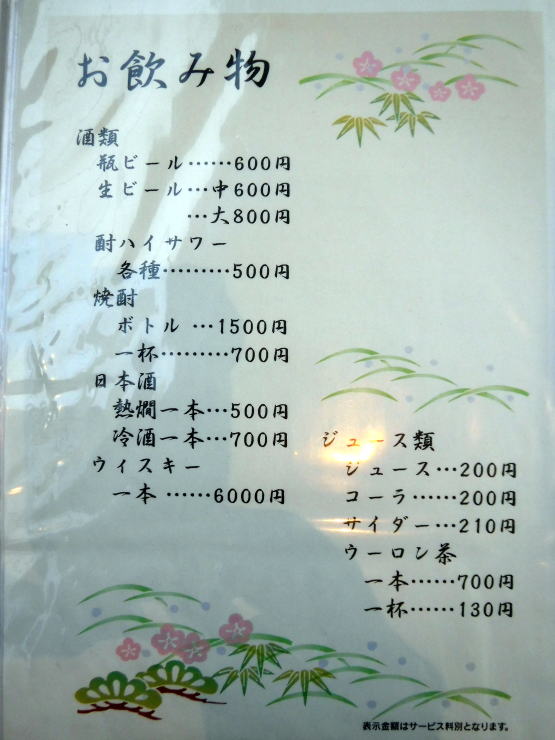 お飲み物
酒類
瓶ビール……600円
生ビール…中600円
…大800円
酎ハイサワー
各種………500円
焼酎
ボトル …1500円
一杯………700円
日本酒
熱燗一本…500円
冷酒一本…700円
ウィスキー
一本 ……6000円
ジュース類
ジュース…200円
コーラ……200円
サイダー…210円
ウーロン茶
一本……700円
一杯……130円
表示金額はサービス料別となります。